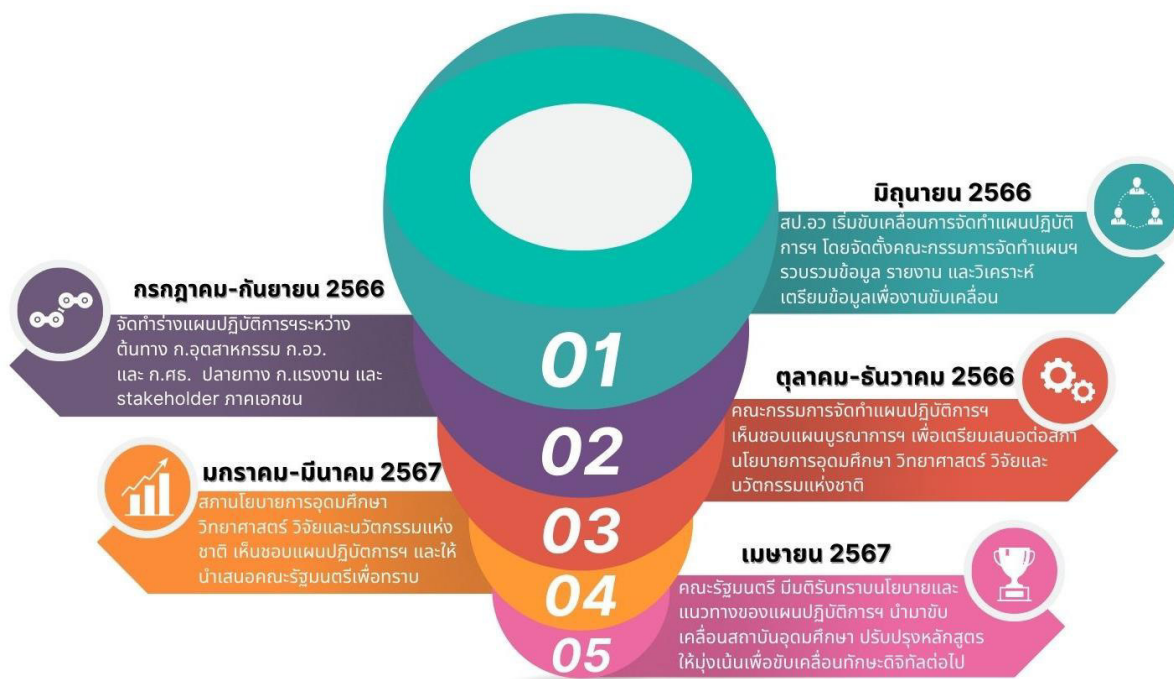 มิถุนายน 2566
สป.อว เริ่มขับเคลื่อนการจัดทำแผนปฏิบัติ
การฯ โดยจัดตั้งคณะกรรมการจัดทำแผนฯ
รวบรวมข้อมูล รายงาน และวิเคราะห์
เตรียมข้อมูลเพื่องานขับเคลื่อน
01
กรกฎาคม-กันยายน 2566
จัดทำร่างแผนปฏิบัติการฯระหว่าง
ต้นทาง ก.อุตสาหกรรม ก.อว.
และ ก.ศธ. ปลายทาง ก.แรงงาน และ
stakeholder ภาคเอกชน
02
ตุลาคม-ธันวาคม 2566
คณะกรรมการจัดทำแผนปฏิบัติการฯ
เห็นชอบแผนบูรณาการฯ เพื่อเตรียมเสนอต่อสภา
นโยบายการอุดมศึกษา วิทยาศาสตร์ วิจัยและ
นวัตกรรมแห่งชาติ
03
มกราคม-มีนาคม 2567
สภานโยบายการอุดมศึกษา
วิทยาศาสตร์ วิจัยและนวัตกรรมแห่ง
ชาติ เห็นชอบแผนปฏิบัตการฯ และให้
นำเสนอคณะรัฐมนตรีเพื่อทราบ
04
เมษายน 2567
คณะรัฐมนตรี มีมติรับทราบนโยบายและ
แนวทางของแผนปฏิบัติการฯ นำมาขับ
เคลื่อนสถาบันอุดมศึกษา ปรับปรุงหลักสูตร
ให้มุ่งเน้นเพื่อขับเคลื่อนทักษะดิจิทัลต่อไป
05